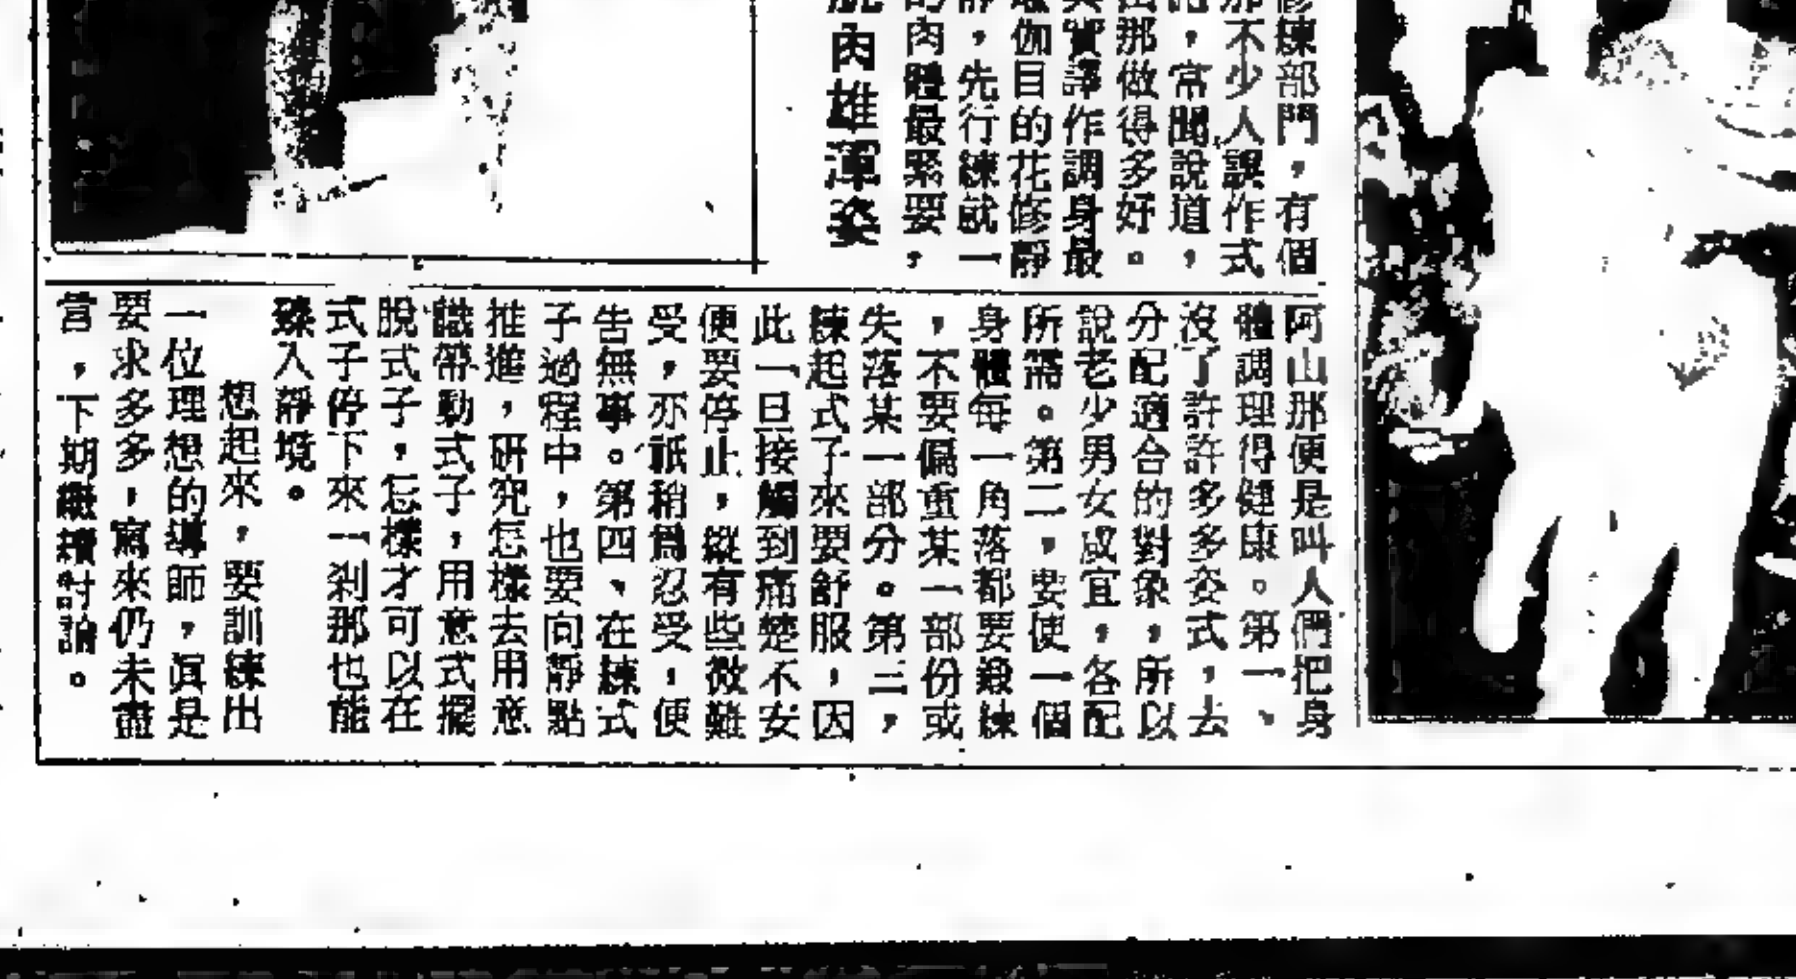 修練部門，有個
那不少人誤作式
，常聞說道，
出那做得多好。
其實譯作調身最
瑜伽目的花修靜
靜，先行練就一
的肉體最緊要，
肌肉雄渾姿
阿山那便是叫人們把身
體調理得健康。第一、
沒了許許多多姿式，去
分配適合的對象，所以
說老少男女咸宜，各配
所需。第二，要使一個
身體每一角落都要鍛練
，不要偏重某一部份或
失落某一部分。第三，
練起式子來要舒服，因
此一旦接觸到痛楚不安
便要停止，縱有些微難
受，亦祇稍爲忍受，便
告無事。第四、在練式
子過程中，也要向靜點
推進，研究怎樣去用意
識帶動式子，用意式擺
脫式子，怎樣才可以在
式子停下來一剎那也能
臻入靜境。
想起來，要訓練出
一位理想的導師，眞是
要求多多，寫來仍未盡
言，下期繼續討論。